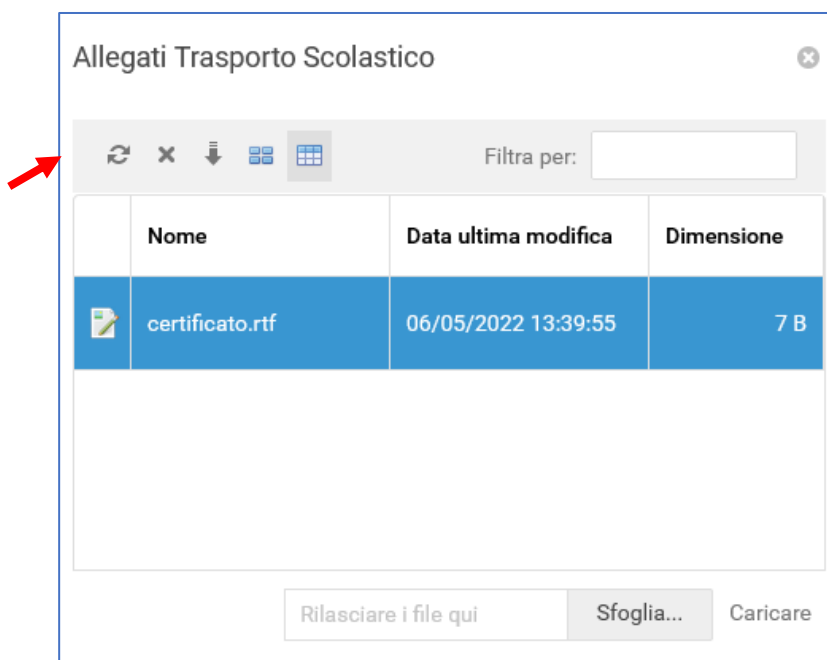 Allegati Trasporto Scolastico
Filtra per:
Nome Data ultima modifica Dimensione
certificato.rtf 06/05/2022 13:39:55 7 B
Rilasciare i file qui Sfoglia... Caricare